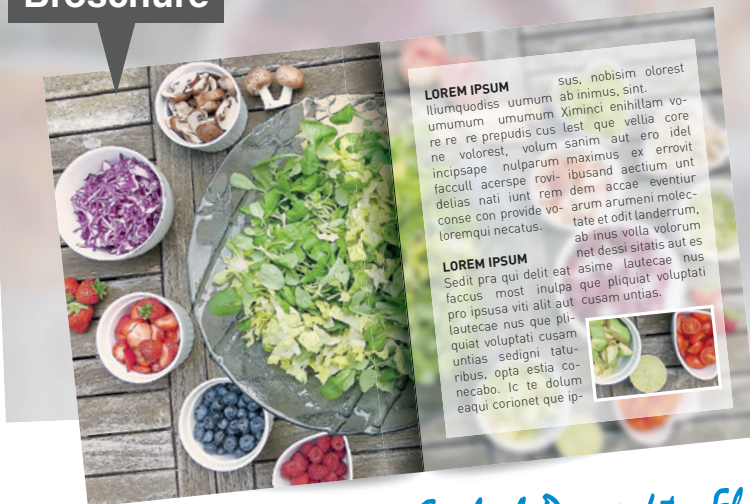 Broschüre
LOREM IPSUM
Iliumquodiss uumum
umumum umumum
re re re prepudis cus
ne volorest, volum
incipsape nulparum
faccull acerspe rovi-
delias nati iunt rem
conse con provide vo-
loremqui necatus.
LOREM IPSUM
Sedit pra qui delit eat
faccus most inulpa
pro ipsusa viti alit aut
lautecae nus que pli-
quiat voluptati cusam
untias sedigni tatu-
ribus, opta estia co-
necabo. Ic te dolum
eaqui corionet que ip-
sus, nobisim olorest
ab inimus, sint.
Ximinci enihillam vo-
lest que vellia core
sanim aut ero idel
maximus ex errovit
ibusand aectium unt
dem accae eventiur
arum arumeni molec-
tate et odit landerrum,
ab inus volla volorum
net dessi sitatis aut es
asime lautecae nus
que pliquiat voluptati
cusam untias.